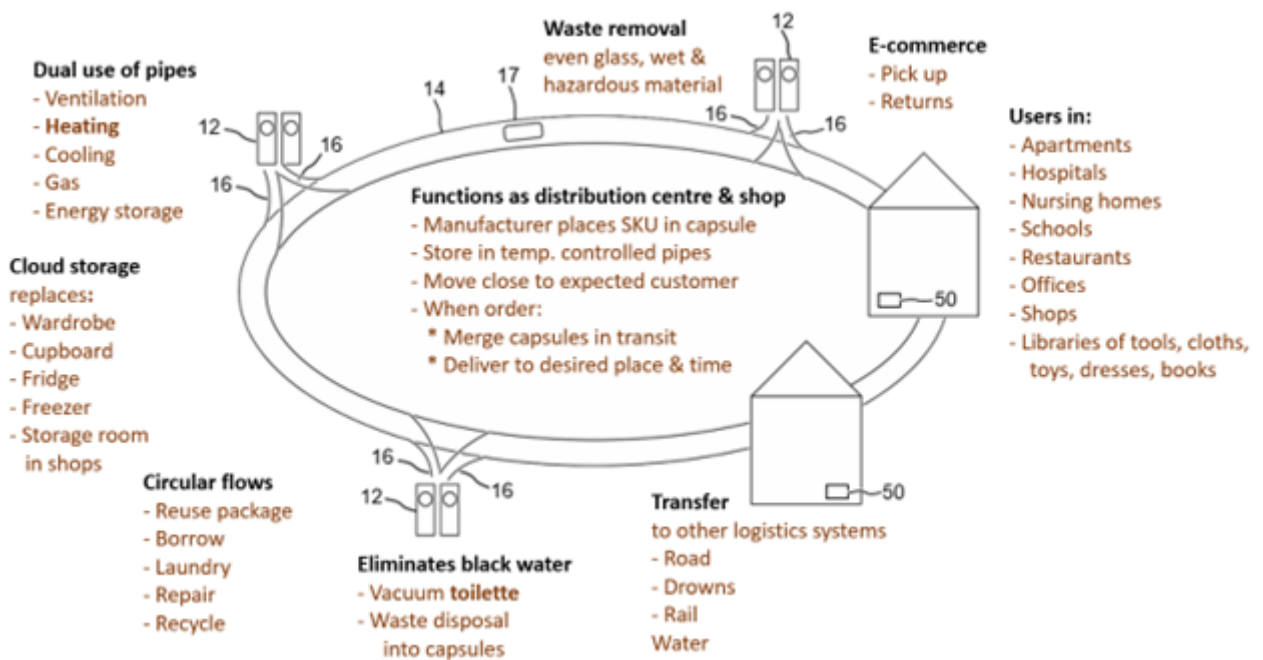 Dual use of pipes
- Ventilation
- Heating
- Cooling
- Gas
- Energy storage
12
16
16
14
17
Waste removal
even glass, wet &
hazardous material
12
16
16
E-commerce
- Pick up
- Returns
Users in:
- Apartments
- Hospitals
- Nursing homes
- Schools
- Restaurants
- Offices
- Shops
- Libraries of tools, cloths,
toys, dresses, books
Functions as distribution centre & shop
- Manufacturer places SKU in capsule
- Store in temp. controlled pipes
- Move close to expected customer
- When order:
* Merge capsules in transit
* Deliver to desired place & time
50
Cloud storage
replaces:
- Wardrobe
- Cupboard
- Fridge
- Freezer
- Storage room
in shops
Circular flows
- Reuse package
- Borrow
- Laundry
- Repair
- Recycle
16
12
16
Eliminates black water
- Vacuum toilette
- Waste disposal
into capsules
50
Transfer
to other logistics systems
- Road
- Drowns
- Rail
Water